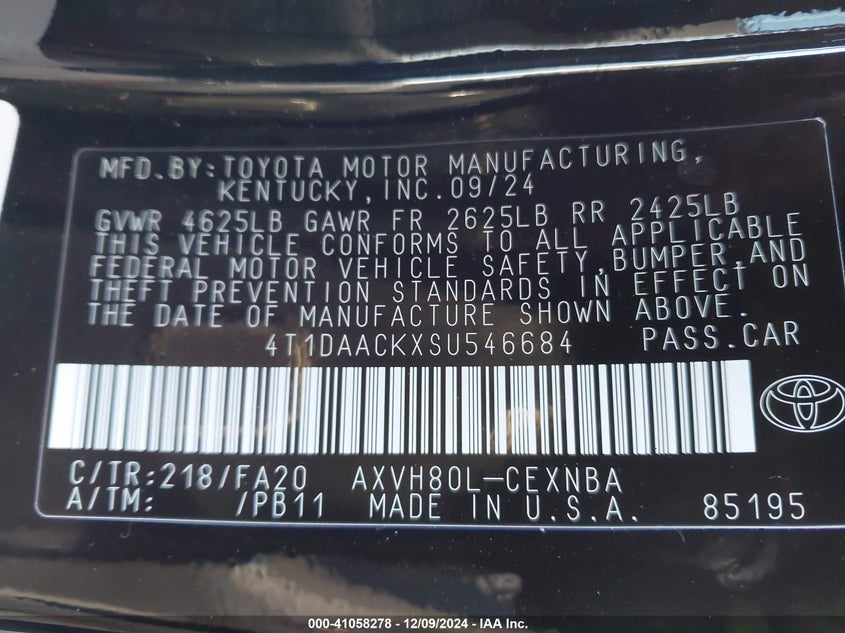 MFD.BY:TOYOTA MOTOR MANUFACTURING,
KENTUCKY,INC.09/24
GVWR 4625LB GAWR FR 2625LB RR 2425LB
THIS VEHICLE CONFORMS TO ALL APPLICABLE
FEDERAL MOTOR VEHICLE SAFETY,BUMPER,AND
THEFT PREVENTION STANDARDS IN EFFECT ON
THE DATE OF MANUFACTURE SHOWN ABOVE.
4T1DAACKXSU546684 PASS.CAR
C/TR:218/FA20 AXVH80L-CEXNBA
A/TM: /PB11 MADE IN U.S.A. 85195
000-41058278 - 12/09/2024 - IAA Inc.